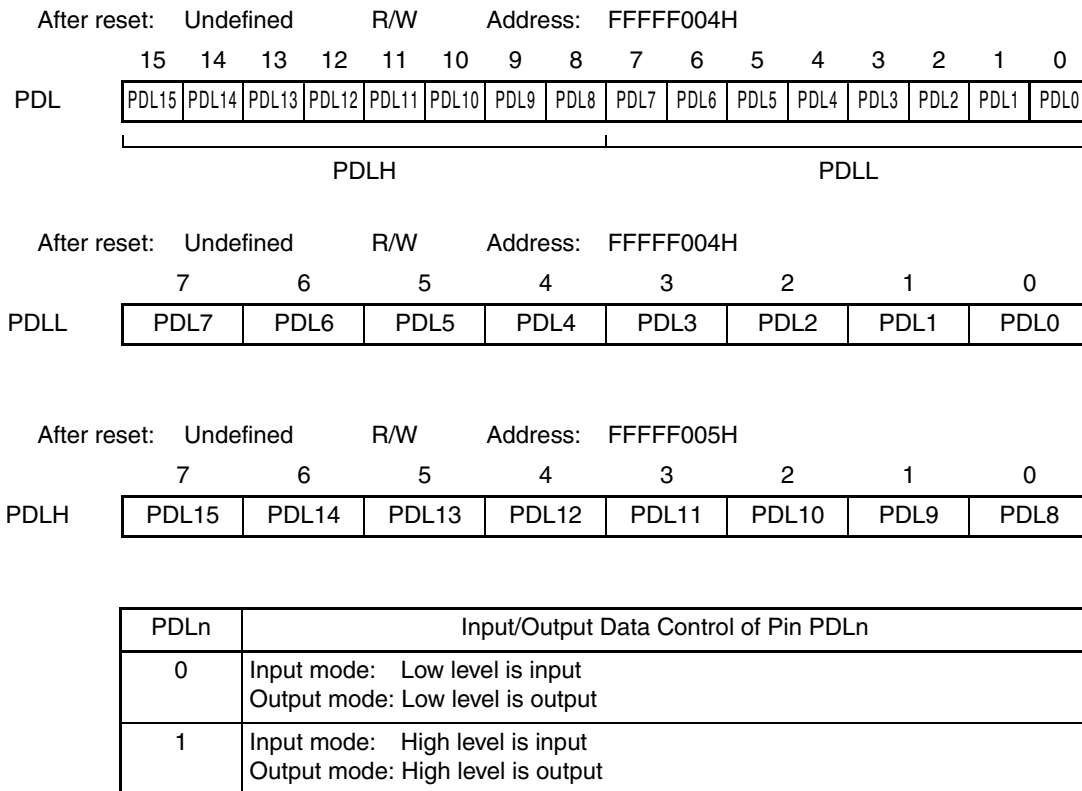 After reset: Undefined R/W Address: FFFFF004H
15 14 13 12 11 10 9 8 7 6 5 4 3 2 1 0
PDL PDL15 PDL14 PDL13 PDL12 PDL11 PDL10 PDL9 PDL8 PDL7 PDL6 PDL5 PDL4 PDL3 PDL2 PDL1 PDL0
PDLH PDLL
After reset: Undefined R/W Address: FFFFF004H
7 6 5 4 3 2 1 0
PDLL PDL7 PDL6 PDL5 PDL4 PDL3 PDL2 PDL1 PDL0
After reset: Undefined R/W Address: FFFFF005H
7 6 5 4 3 2 1 0
PDLH PDL15 PDL14 PDL13 PDL12 PDL11 PDL10 PDL9 PDL8
PDLn Input/Output Data Control of Pin PDLn
0 Input mode: Low level is input
Output mode: Low level is output
1 Input mode: High level is input
Output mode: High level is output